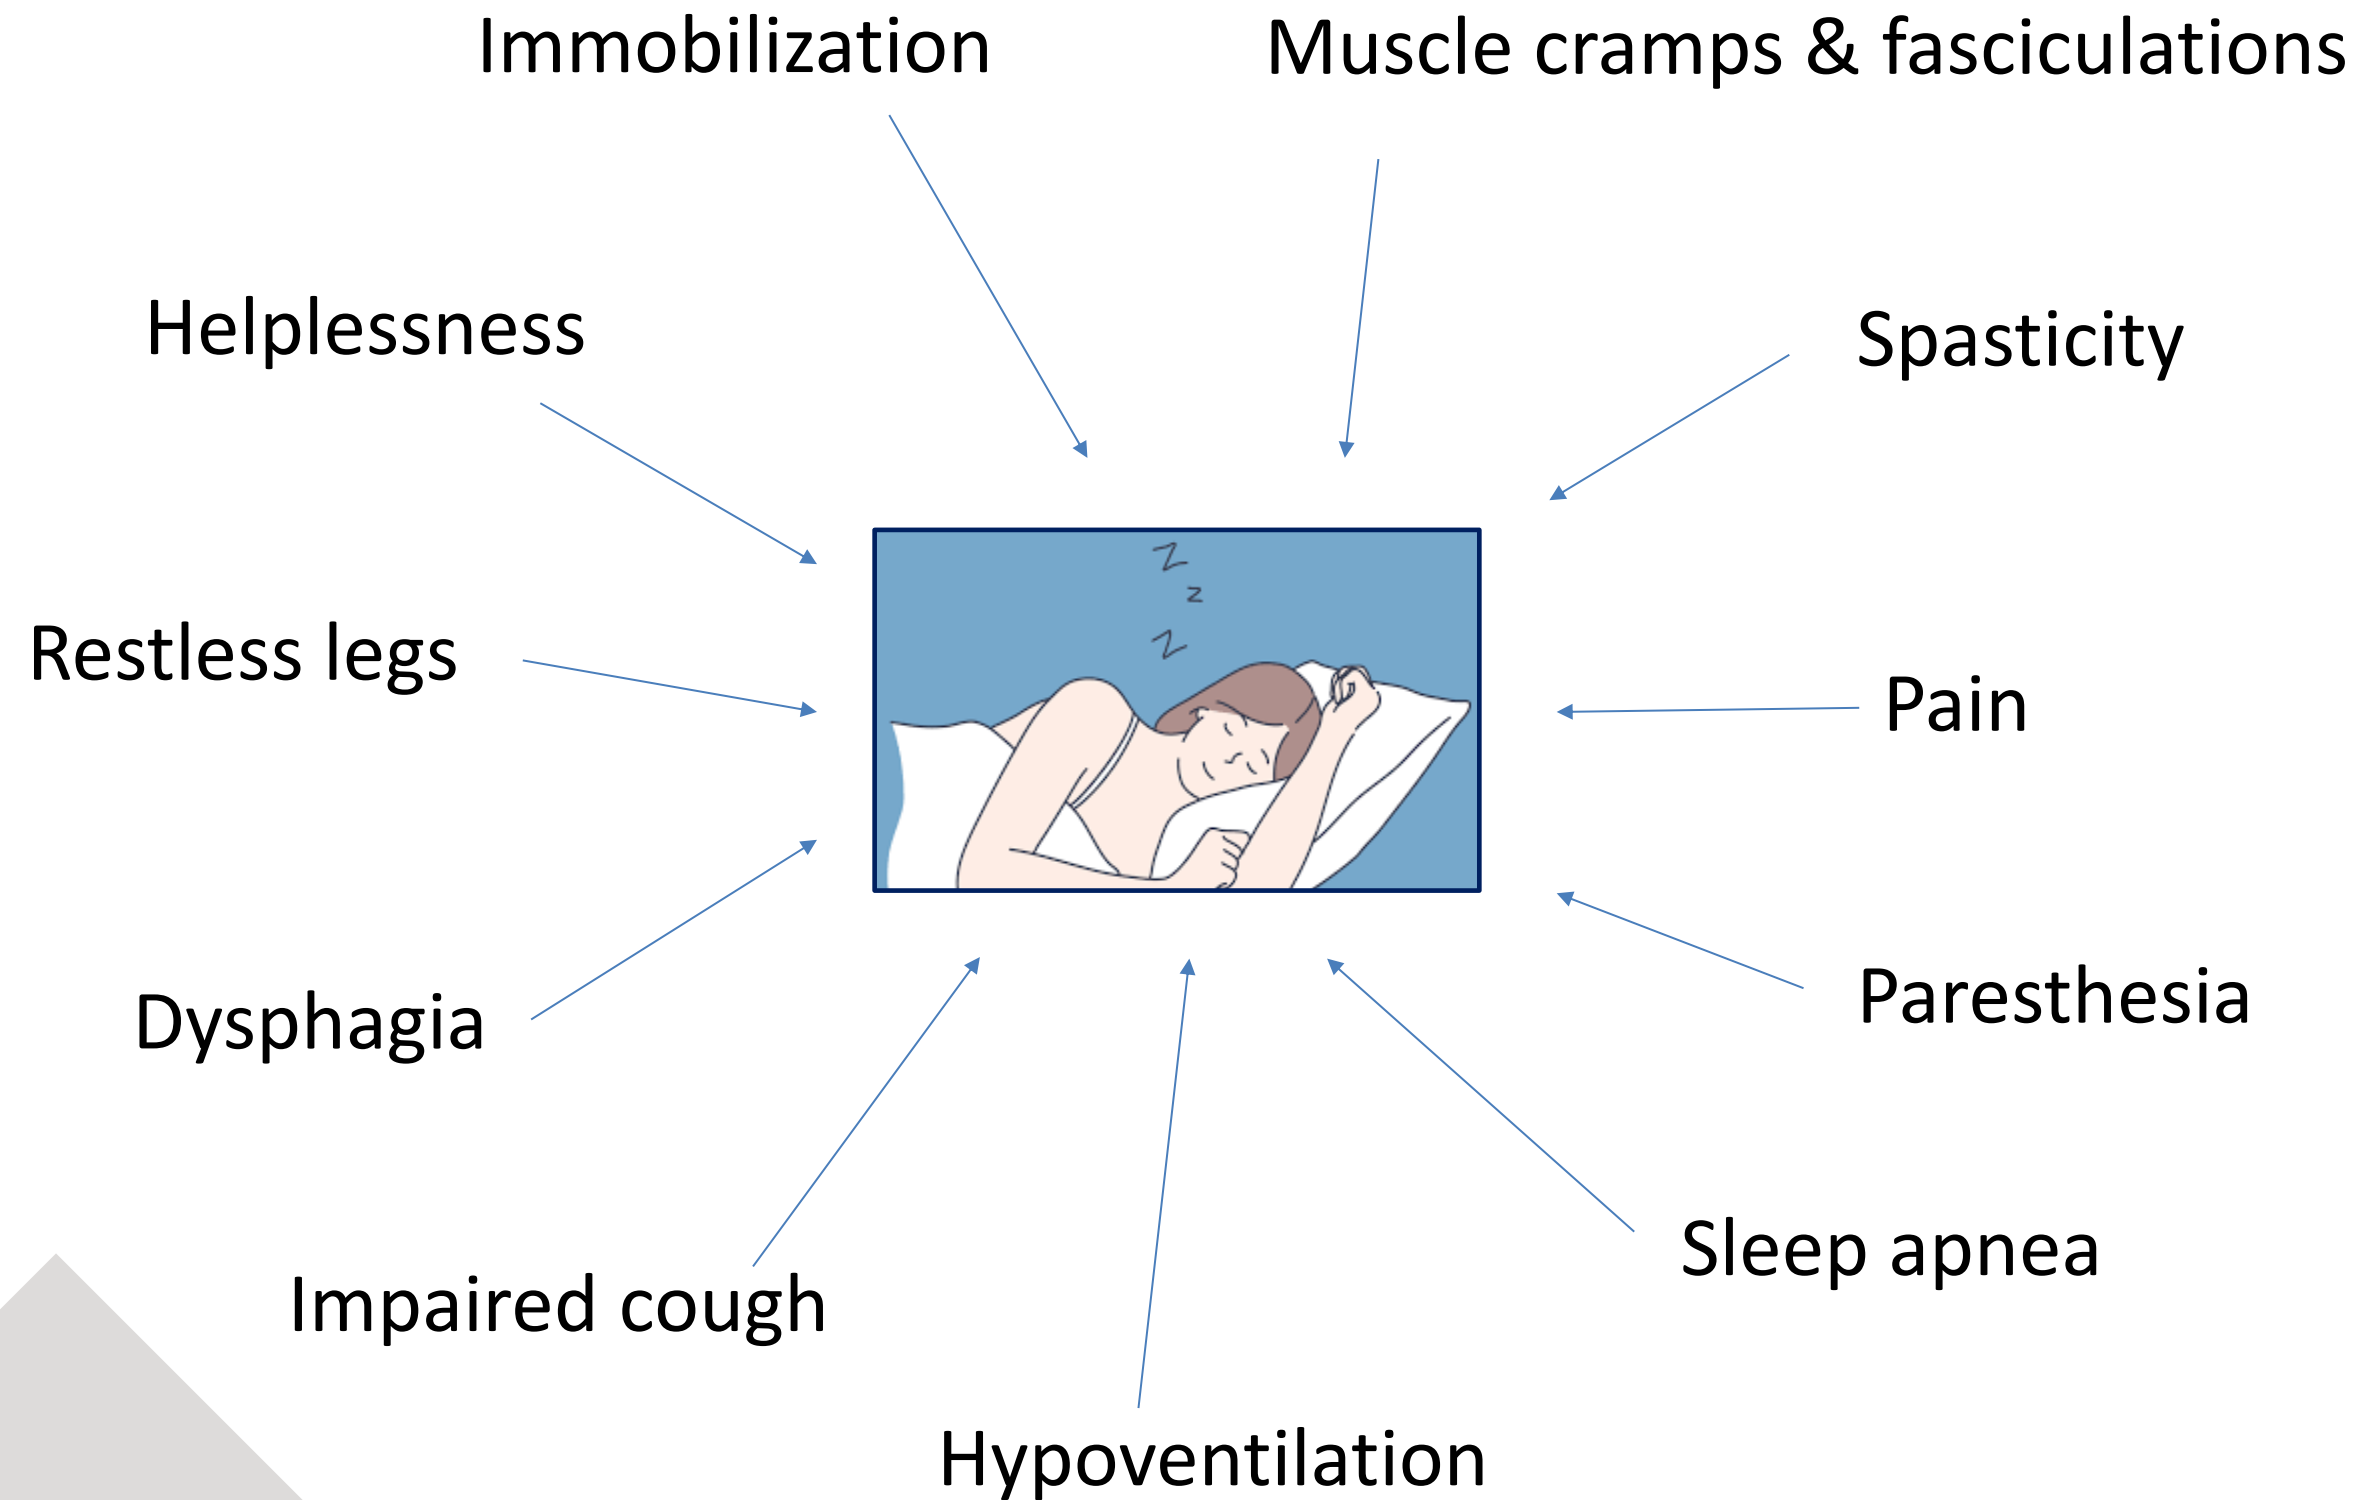 Immobilization
Muscle cramps & fasciculations
Helplessness
Spasticity
Restless legs
Pain
Dysphagia
Paresthesia
Impaired cough
Sleep apnea
Hypoventilation
Z
z
Z